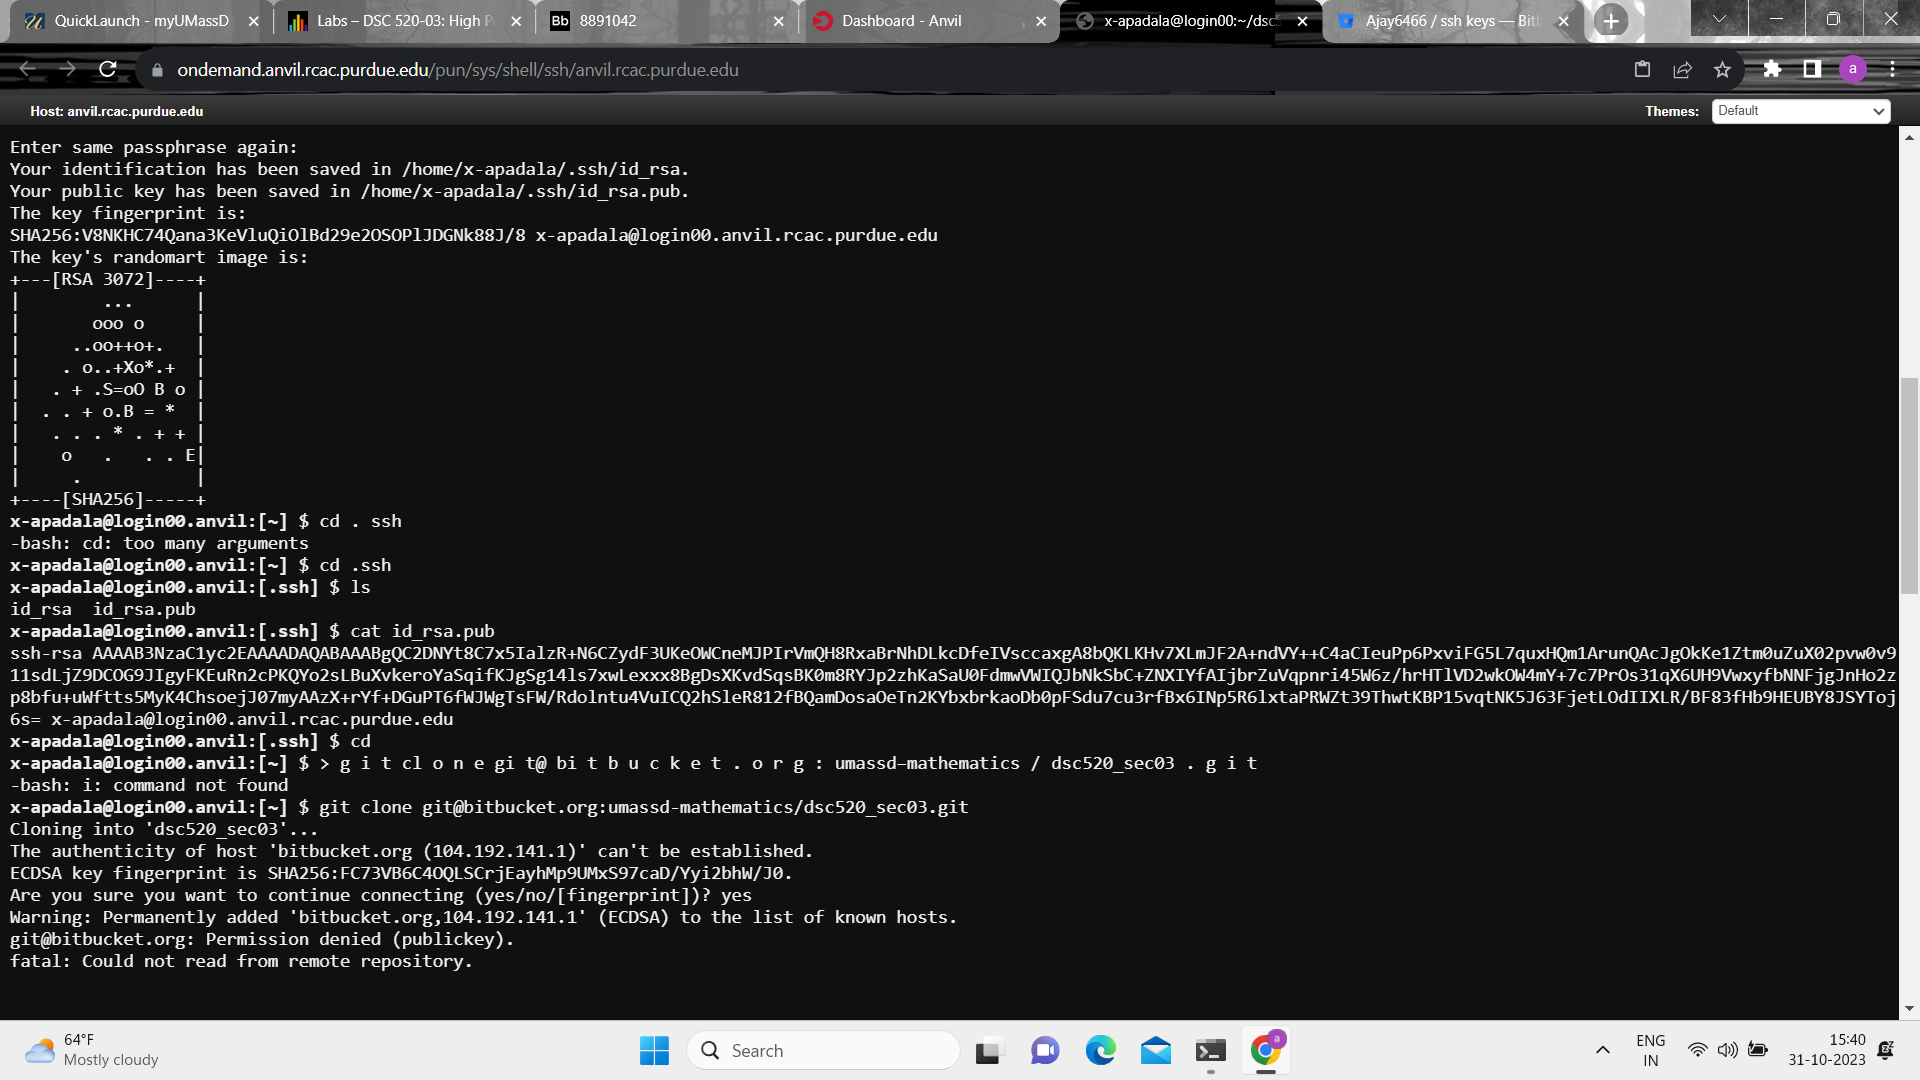 QuickLaunch - myUMassD
Labs – DSC 520-03: High P
Bb 8891042
Dashboard - Anvil
x-apadala@login00:~/dsc5
Ajay6466 / ssh keys — Bit
ondemand.anvil.rcac.purdue.edu/pun/sys/shell/ssh/anvil.rcac.purdue.edu
a
Host: anvil.rcac.purdue.edu
Themes: Default
Enter same passphrase again:
Your identification has been saved in /home/x-apadala/.ssh/id_rsa.
Your public key has been saved in /home/x-apadala/.ssh/id_rsa.pub.
The key fingerprint is:
SHA256:V8NKHC74Qana3KeVluQiOlBd29e2OSOPlJDGNk88J/8 x-apadala@login00.anvil.rcac.purdue.edu
The key's randomart image is:
+---[RSA 3072]----+
|        ...      |
|       ooo o     |
|     ..oo++o+.   |
|    . o..+Xo*.+  |
|   . + .S=oO B o |
|  . . + o.B = *  |
|   . . . * . + + |
|    o   .   . . E|
|     .           |
+----[SHA256]-----+
x-apadala@login00.anvil:[~] $ cd . ssh
-bash: cd: too many arguments
x-apadala@login00.anvil:[~] $ cd .ssh
x-apadala@login00.anvil:[.ssh] $ ls
id_rsa  id_rsa.pub
x-apadala@login00.anvil:[.ssh] $ cat id_rsa.pub
ssh-rsa AAAAB3NzaC1yc2EAAAADAQABAAABgQC2DNYt8C7x5IalzR+N6CZydF3UKeOWCneMJPIrVmQH8RxaBrNhDLkcDfeIVsccaxgA8bQKLKHv7XLmJF2A+ndVY++C4aCIeuPp6PxviFG5L7quxHQm1ArunQAcJgOkKe1Ztm0uZuX02pvw0v9
11sdLjZ9DCOG9JIgyFKEuRn2cPKQYo2sLBuXvkeroYaSqifKJgSg14ls7xwLexxx8BgDsXKvdSqsBK0m8RYJp2zhKaSaU0FdmwVWIQJbNkSbC+ZNXIYfAIjbrZuVqpnri45W6z/hrHTlVD2wkOW4mY+7c7PrOs31qX6UH9VwxyfbNNFjgJnHo2z
p8bfu+uWftts5MyK4ChsoejJ07myAAzX+rYf+DGuPT6fWJWgTsFW/Rdolntu4VuICQ2hSleR812fBQamDosaOeTn2KYbxbrkaoDb0pFSdu7cu3rfBx6INp5R6lxtaPRWZt39ThwtKBP15vqtNK5J63FjetLOdIIXLR/BF83fHb9HEUBY8JSYToj
6s= x-apadala@login00.anvil.rcac.purdue.edu
x-apadala@login00.anvil:[.ssh] $ cd
x-apadala@login00.anvil:[~] $ > g i t cl o n e gi t@ bi t b u c k e t . o r g : umassd−mathematics / dsc520_sec03 . g i t
-bash: i: command not found
x-apadala@login00.anvil:[~] $ git clone git@bitbucket.org:umassd-mathematics/dsc520_sec03.git
Cloning into 'dsc520_sec03'...
The authenticity of host 'bitbucket.org (104.192.141.1)' can't be established.
ECDSA key fingerprint is SHA256:FC73VB6C4OQLSCrjEayhMp9UMxS97caD/Yyi2bhW/J0.
Are you sure you want to continue connecting (yes/no/[fingerprint])? yes
Warning: Permanently added 'bitbucket.org,104.192.141.1' (ECDSA) to the list of known hosts.
git@bitbucket.org: Permission denied (publickey).
fatal: Could not read from remote repository.
64°F
Mostly cloudy
Search
a
ENG
IN
15:40
31-10-2023